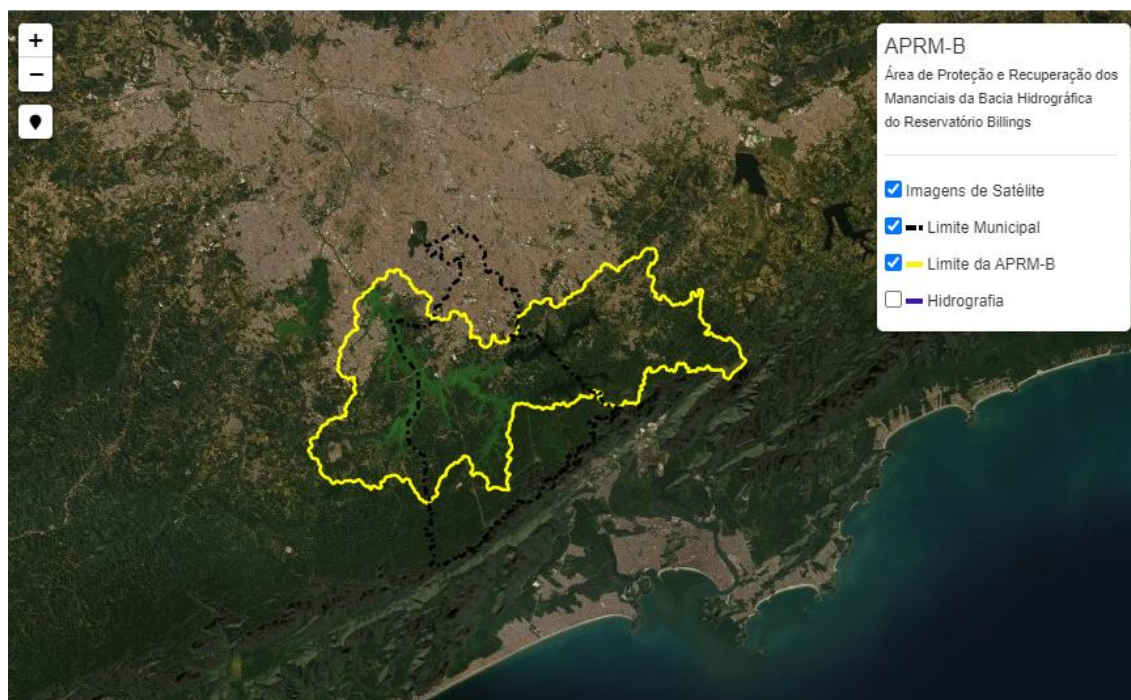 +
−
APRM-B
Área de Proteção e Recuperação dos
Mananciais da Bacia Hidrográfica
do Reservatório Billings
Imagens de Satélite
Limite Municipal
Limite da APRM-B
Hidrografia